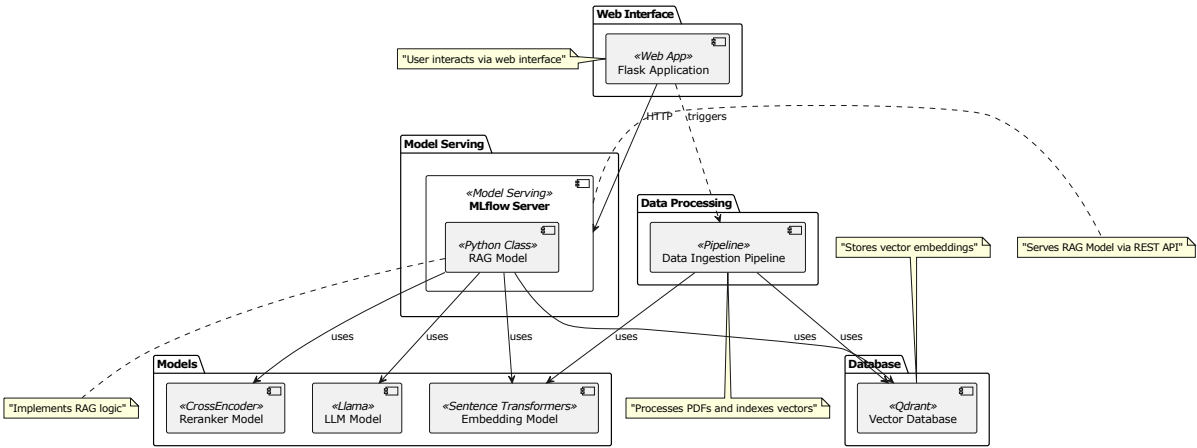 Web Interface
«Web App»
Flask Application
"User interacts via web interface"
HTTP
triggers
Model Serving
«Model Serving»
MLflow Server
«Python Class»
RAG Model
Data Processing
«Pipeline»
Data Ingestion Pipeline
"Stores vector embeddings"
"Serves RAG Model via REST API"
uses
uses
uses
uses
uses
uses
Models
«CrossEncoder»
Reranker Model
«Llama»
LLM Model
«Sentence Transformers»
Embedding Model
Database
«Qdrant»
Vector Database
"Implements RAG logic"
"Processes PDFs and indexes vectors"